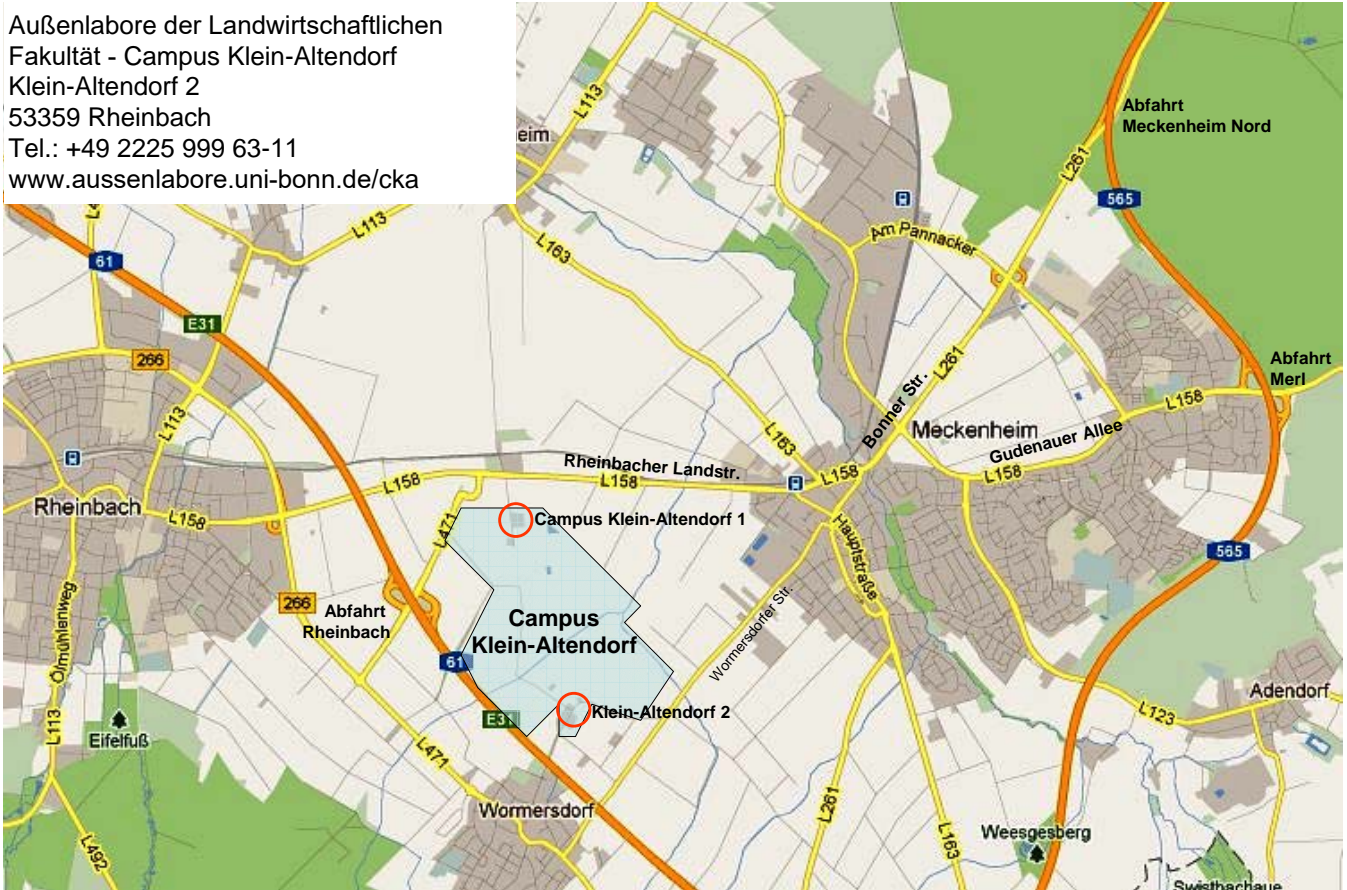 Außenlabore der Landwirtschaftlichen
Fakultät - Campus Klein-Altendorf
Klein-Altendorf 2
53359 Rheinbach
Tel.: +49 2225 999 63-11
www.aussenlabore.uni-bonn.de/cka
L113
eim
Abfahrt
Meckenheim Nord
L261
565
L113
Am Pannacker
L163
61
E31
266
Abfahrt
Merl
L261
L158
Bonner Str.
L113
L163
Meckenheim
Gudenauer Allee
Rheinbacher Landstr.
L158
L158
L158
L158
Rheinbach
L158
Campus Klein-Altendorf 1
L471
Hauptstraße
565
266
Abfahrt
Rheinbach
Campus
Klein-Altendorf
Ölmühlenweg
Wormersdorfer Str.
61
Adendorf
L123
Klein-Altendorf 2
E31
L113
Eifelfuß
L471
Wormersdorf
L261
L163
Weesgesberg
L492
Swistbachaue